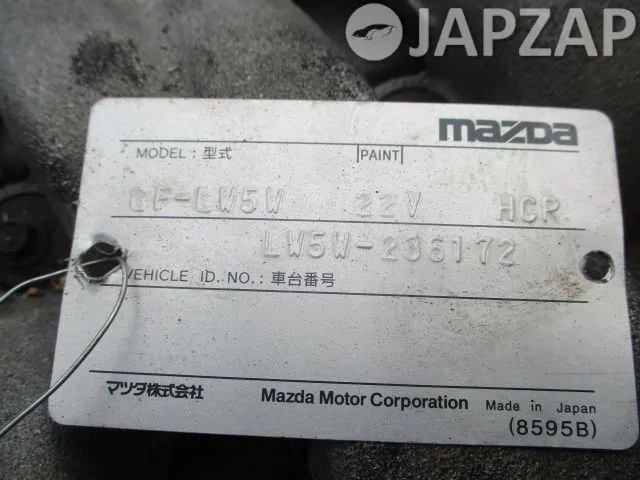 JAPZAP
mazda
MODEL : 型式 PAINT
GF-LW5W 22V HCR
LW5W-236172
VEHICLE ID. NO. : 車台番号
マツダ株式会社 Mazda Motor Corporation Made in Japan
(8595B)